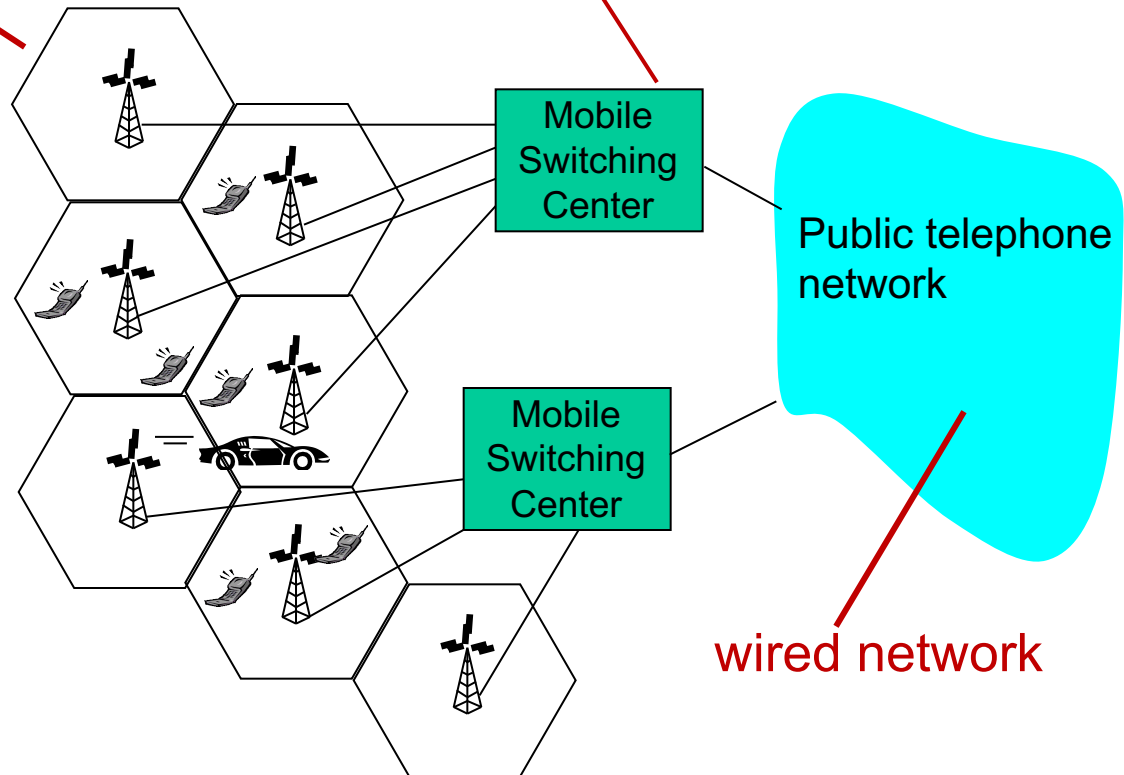 Mobile
Switching
Center
Public telephone
network
Mobile
Switching
Center
wired network